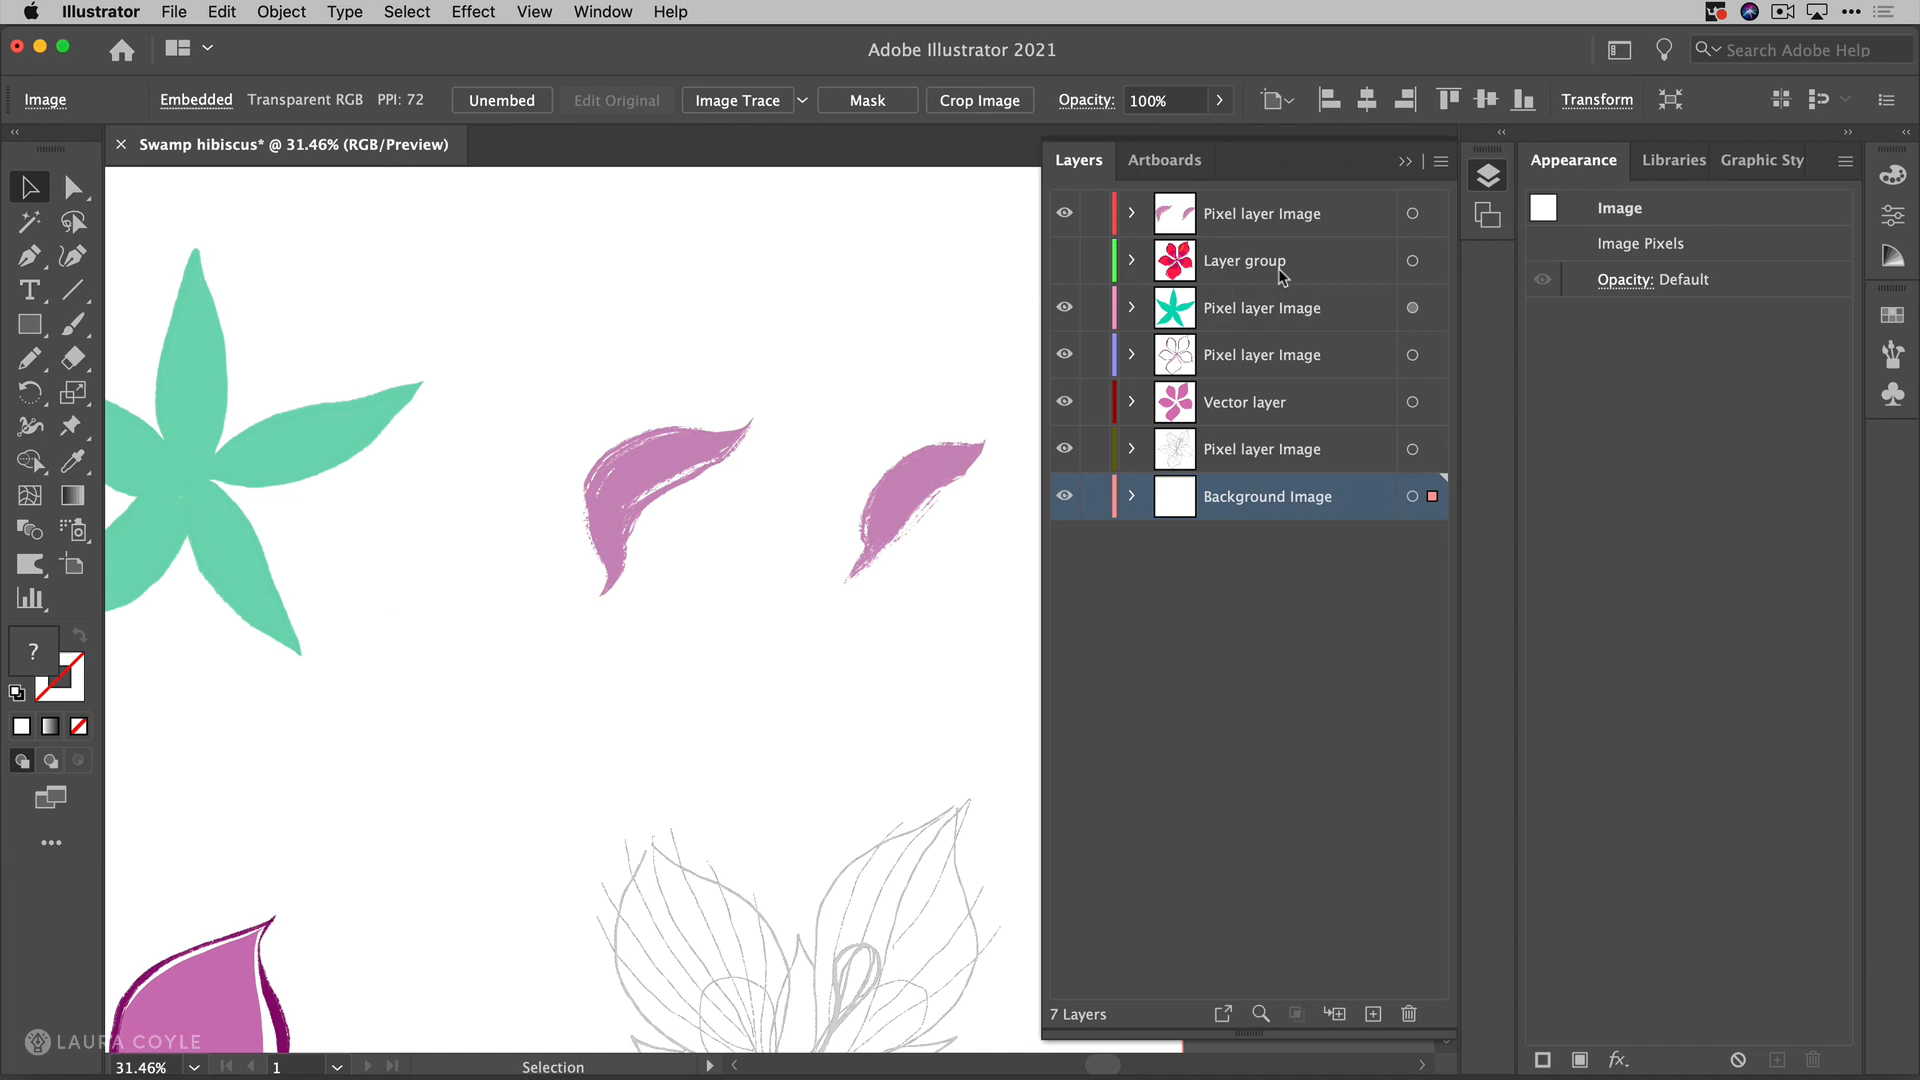 Illustrator File Edit Object Type Select Effect View Window Help
Adobe Illustrator 2021
Search Adobe Help
Image Embedded Transparent RGB PPI: 72 Unembed Edit Original Image Trace Mask Crop Image Opacity: 100% Transform
Swamp hibiscus* @ 31.46% (RGB/Preview)
Layers Artboards
Appearance Libraries Graphic Sty
Pixel layer Image
Layer group
Pixel layer Image
Pixel layer Image
Vector layer
Pixel layer Image
Background Image
Image
Image Pixels
Opacity: Default
?
7 Layers
LAURA COYLE
31.46% 1 Selection
fx